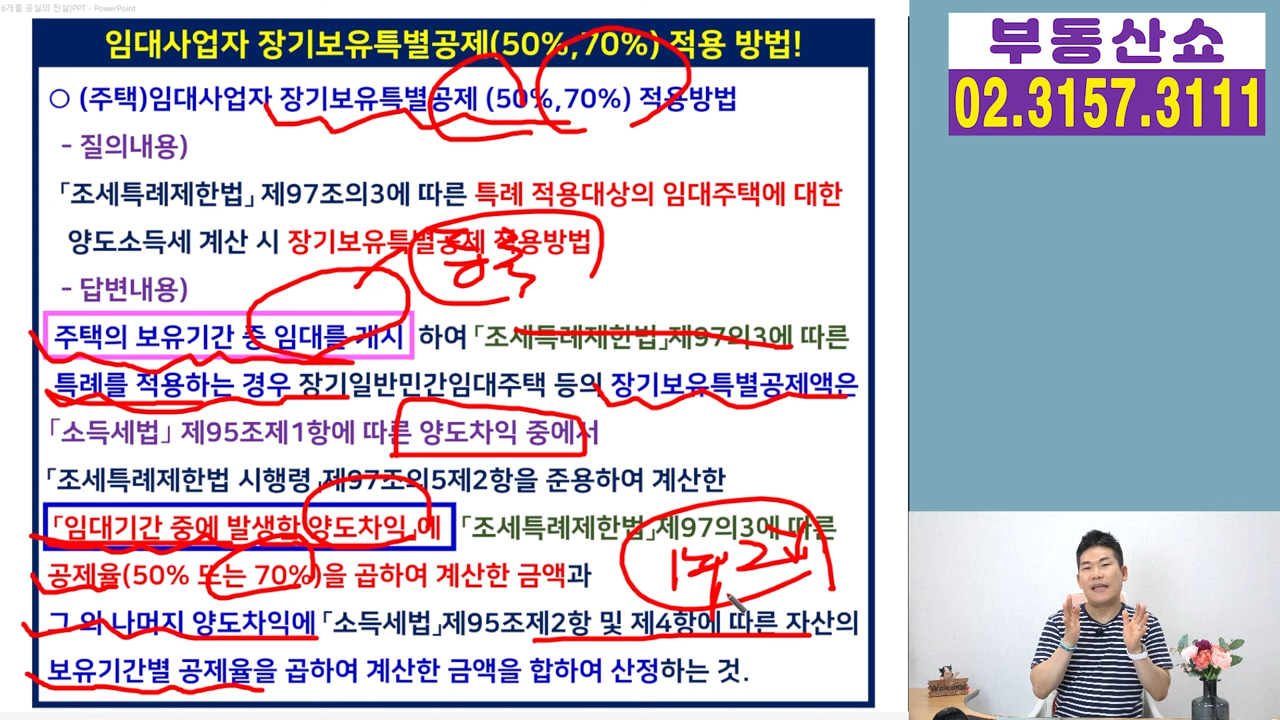 6개월 공실의 진실)PPT - PowerPoint
임대사업자 장기보유특별공제(50%,70%) 적용 방법!
○ (주택)임대사업자 장기보유특별공제 (50%,70%) 적용방법
- 질의내용)
「조세특례제한법」 제97조의3에 따른 특례 적용대상의 임대주택에 대한
양도소득세 계산 시 장기보유특별공제 적용방법
중복
- 답변내용)
주택의 보유기간 중 임대를 개시 하여 「조세특례제한법」제97의3에 따른
특례를 적용하는 경우 장기일반민간임대주택 등의 장기보유특별공제액은
「소득세법」 제95조제1항에 따른 양도차익 중에서
「조세특례제한법 시행령」제97조의5제2항을 준용하여 계산한
「임대기간 중에 발생한 양도차익」에 「조세특례제한법」제97의3에 따른
공제율(50% 또는 70%)을 곱하여 계산한 금액과
그 외 나머지 양도차익에 「소득세법」제95조제2항 및 제4항에 따른 자산의
보유기간별 공제율을 곱하여 계산한 금액을 합하여 산정하는 것.
부동산쇼
02.3157.3111
Welcome